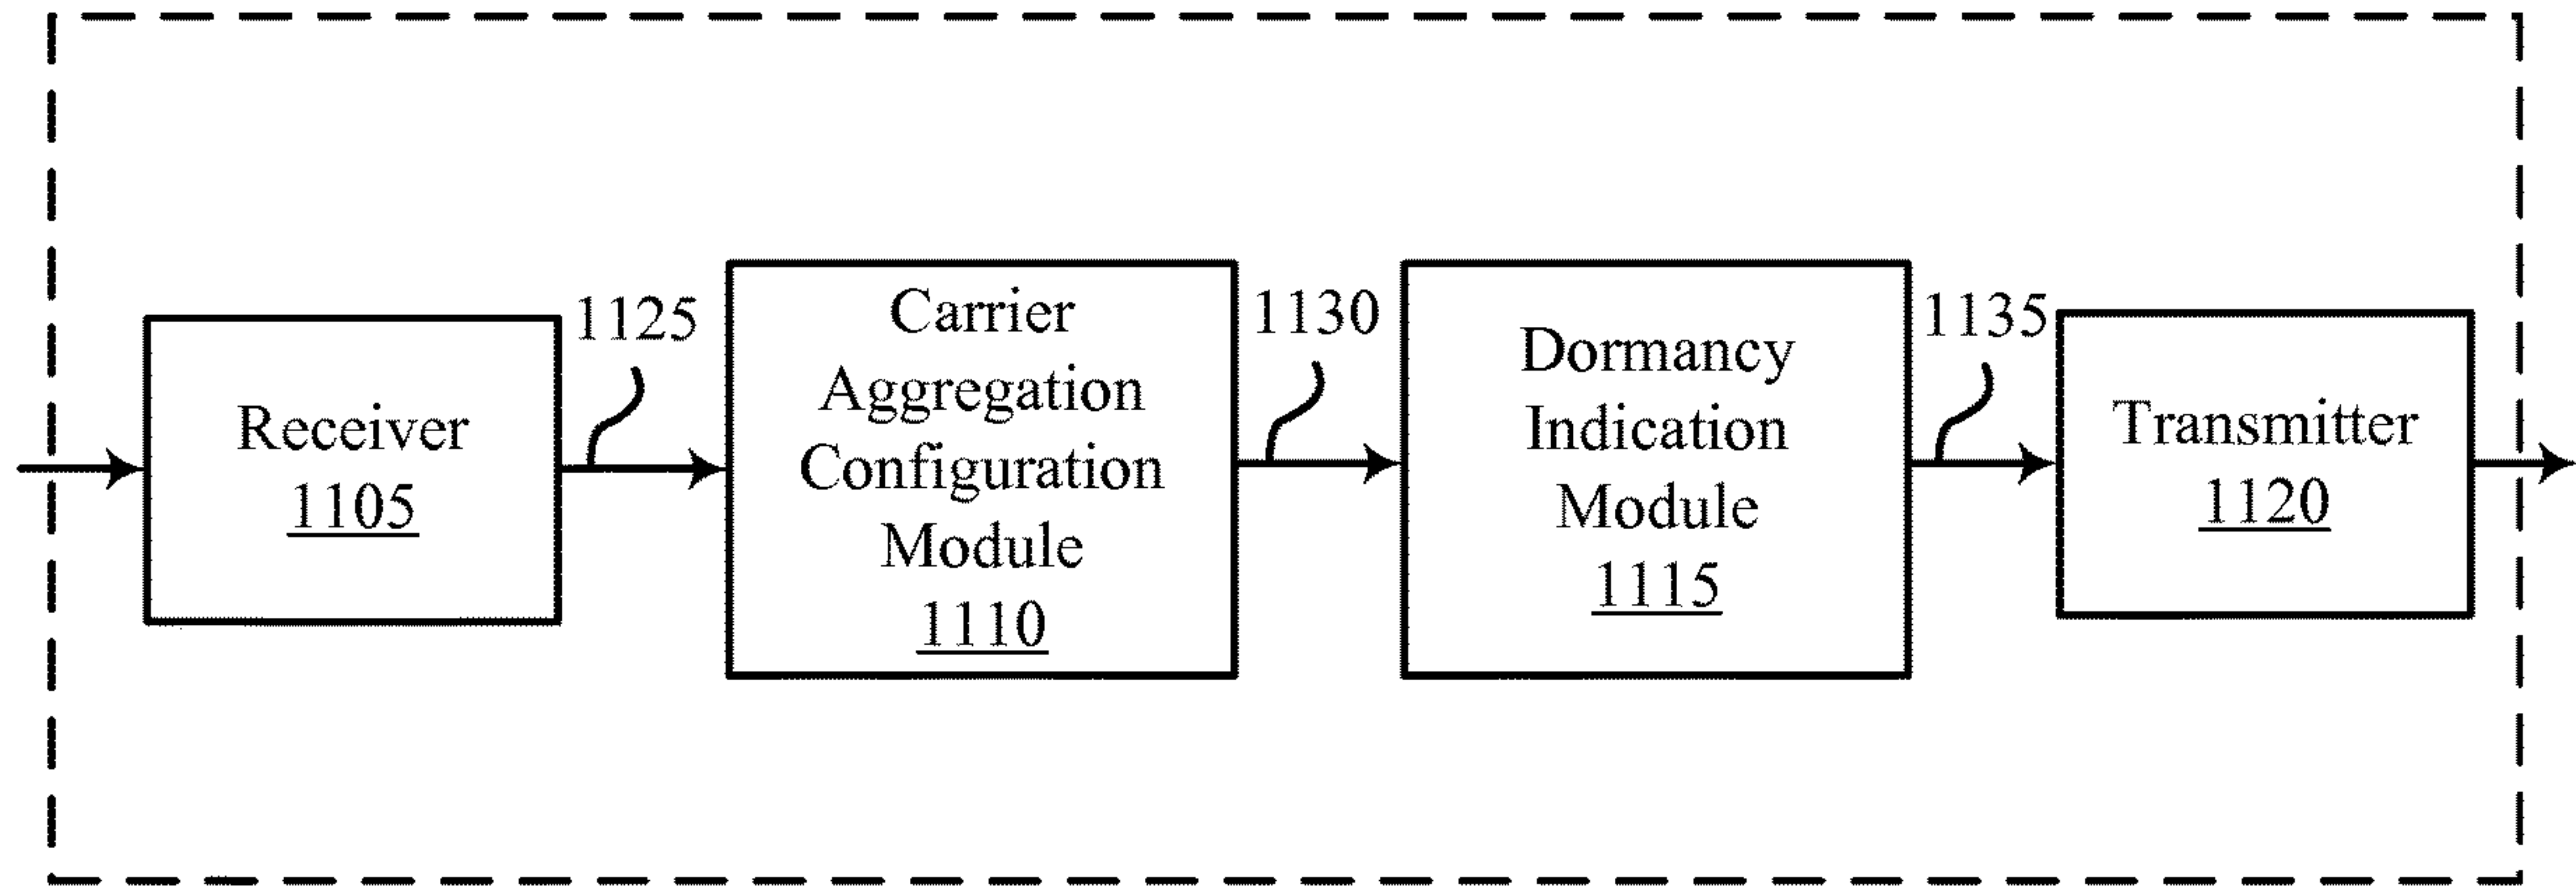 Receiver
1105
1125
Carrier
Aggregation
Configuration
Module
1110
1130
Dormancy
Indication
Module
1115
1135
Transmitter
1120